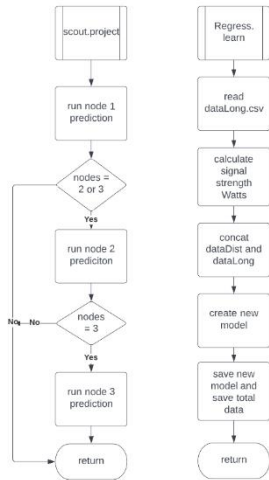 scout.project
run node 1
prediction
nodes =
2 or 3
Yes
run node 2
prediciton
No
No
nodes
= 3
Yes
run node 3
prediction
return
Regress.
learn
read
dataLong.csv
calculate
signal
strength
Watts
concat
dataDist and
dataLong
create new
model
save new
model and
save total
data
return